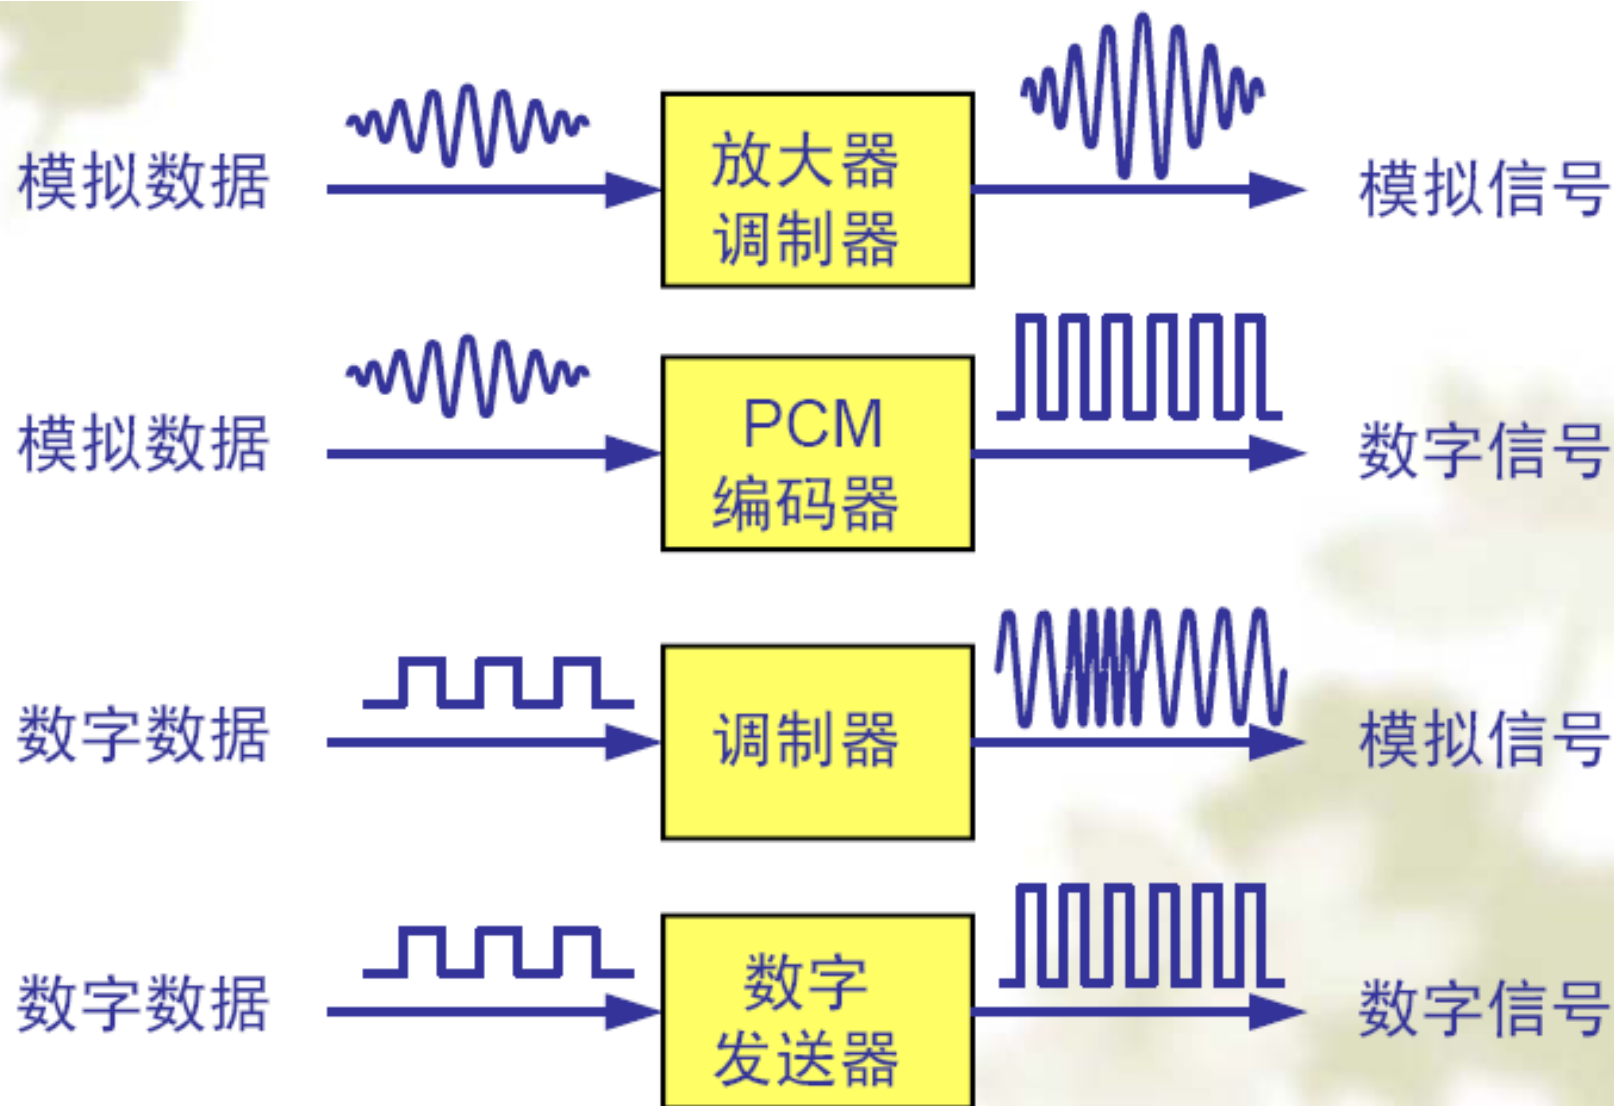 模拟数据
放大器
调制器
模拟信号
模拟数据
PCM
编码器
数字信号
数字数据
调制器
模拟信号
数字数据
数字
发送器
数字信号